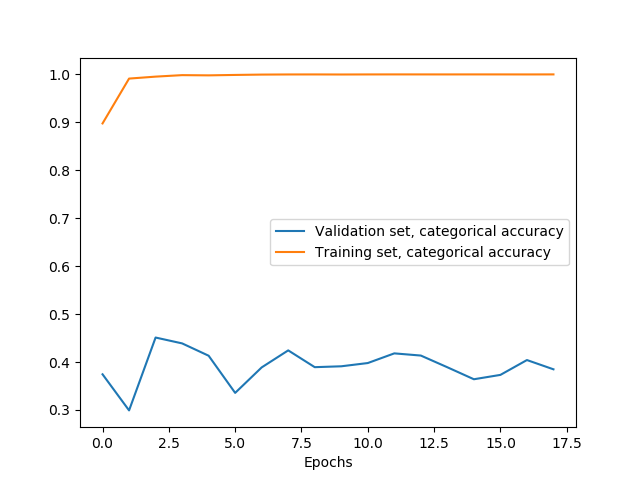 1.0
0.9
0.8
0.7
0.6
0.5
0.4
0.3
Validation set, categorical accuracy
Training set, categorical accuracy
0.0 2.5 5.0 7.5 10.0 12.5 15.0 17.5
Epochs